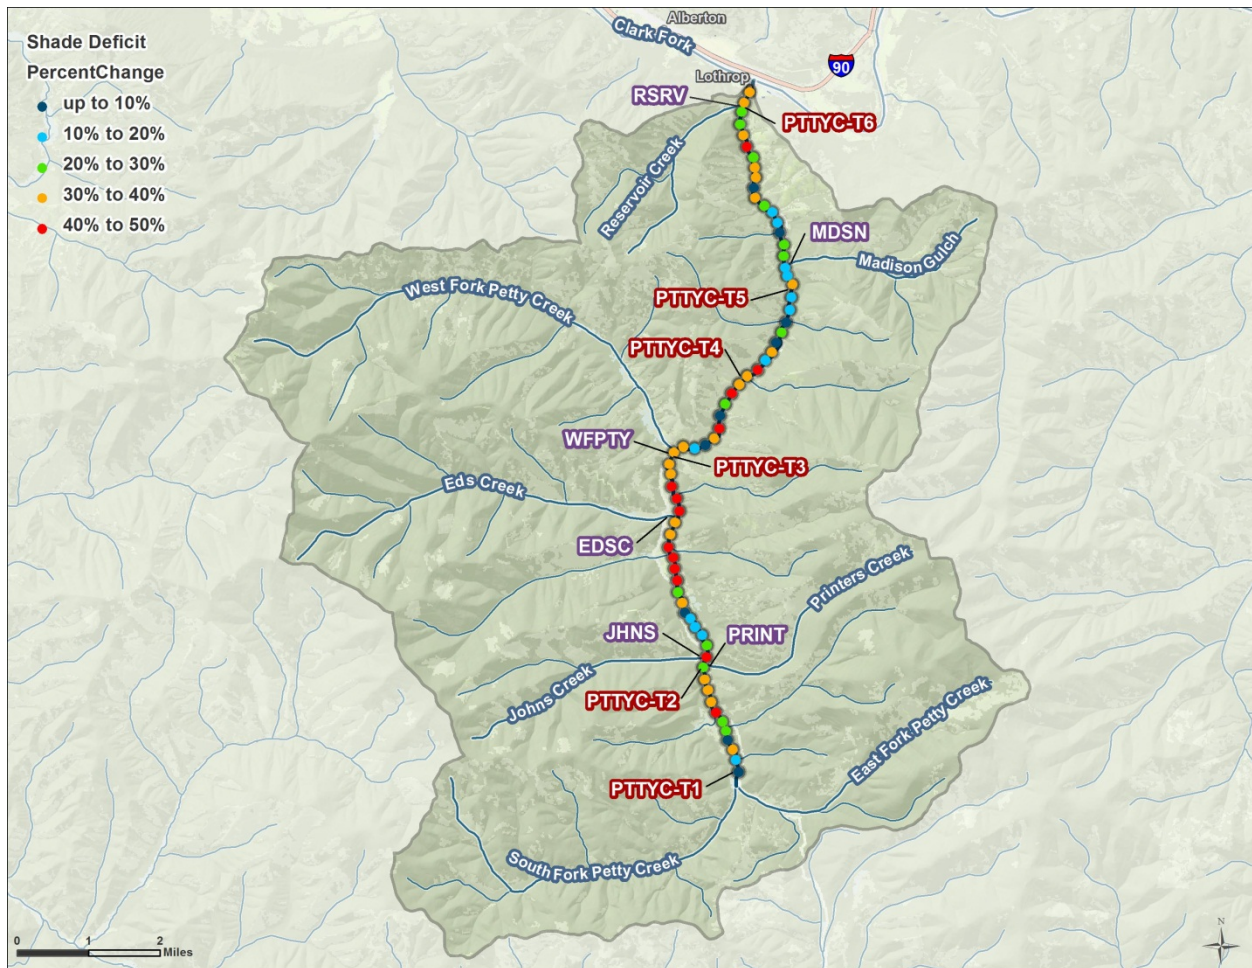 Alberton
Clark Fork
Shade Deficit
PercentChange
up to 10%
10% to 20%
20% to 30%
30% to 40%
40% to 50%
90
Lothrop
RSRV
PTTYC-T6
Reservoir Creek
MDSN
Madison Gulch
West Fork Petty Creek
PTTYC-T5
PTTYC-T4
WFPTY
PTTYC-T3
Eds Creek
EDSC
Printers Creek
JHNS
PRINT
Johns Creek
PTTYC-T2
East Fork Petty Creek
PTTYC-T1
South Fork Petty Creek
0 1 2
Miles
N